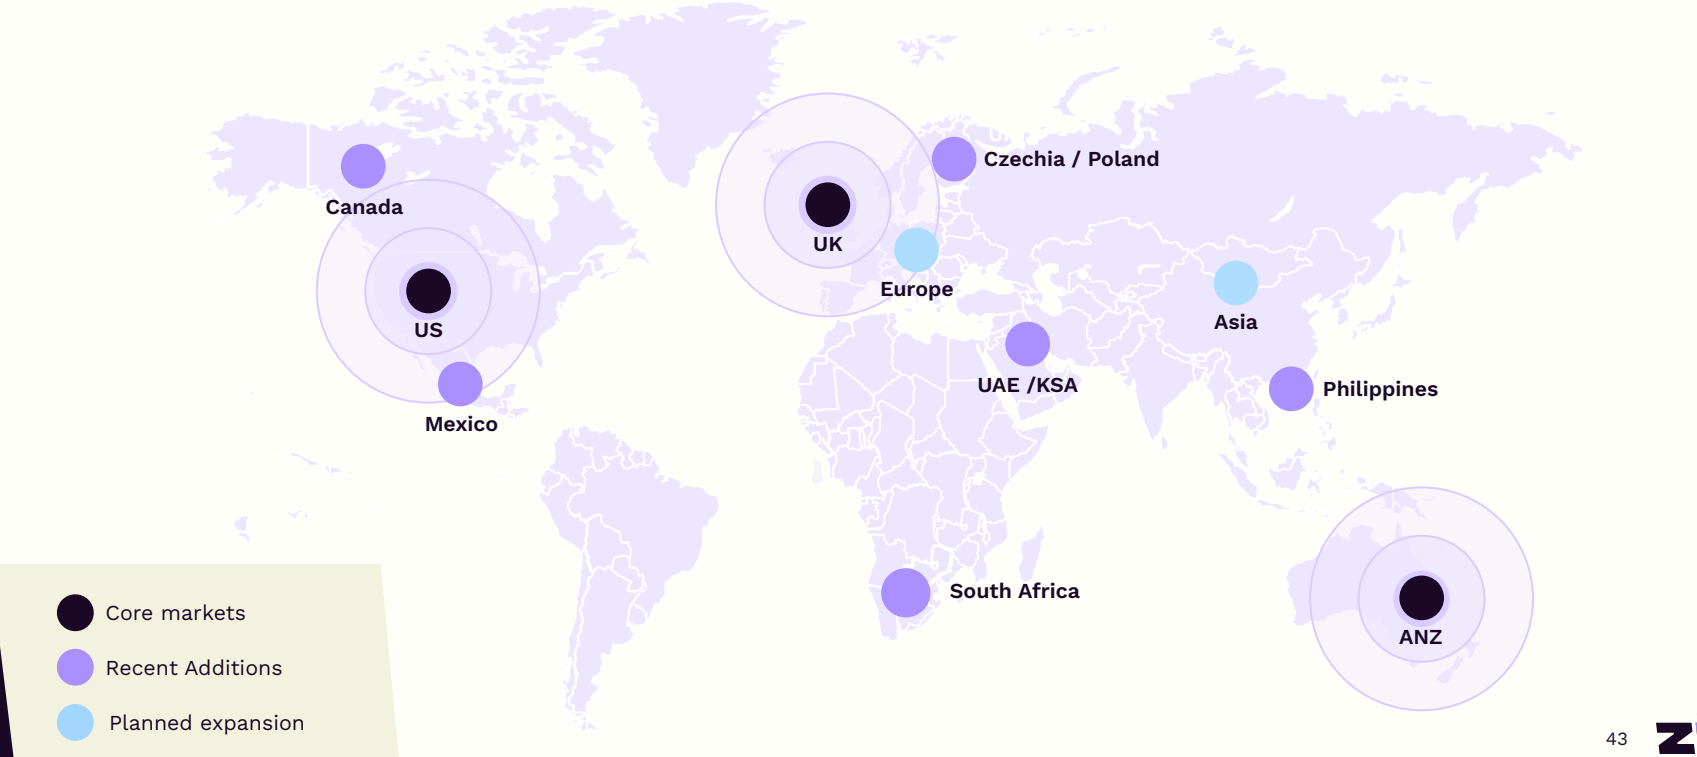 Canada
US
Mexico
UK
Czechia / Poland
Europe
UAE /KSA
Asia
Philippines
South Africa
ANZ
Core markets
Recent Additions
Planned expansion
43